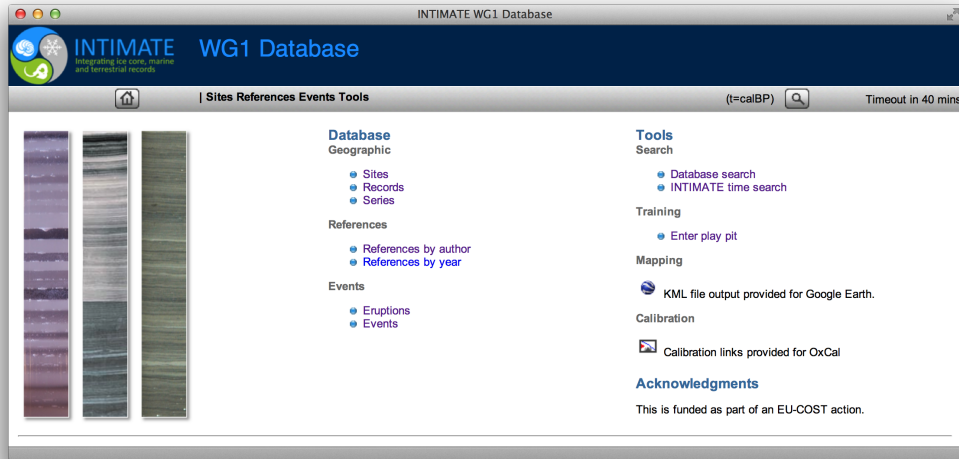 INTIMATE WG1 Database
INTIMATE
Integrating ice core, marine
and terrestrial records
WG1 Database
| Sites References Events Tools
(t=calBP)
Timeout in 40 mins
Database
Geographic
Sites
Records
Series
References
References by author
References by year
Events
Eruptions
Events
Tools
Search
Database search
INTIMATE time search
Training
Enter play pit
Mapping
KML file output provided for Google Earth.
Calibration
Calibration links provided for OxCal
Acknowledgments
This is funded as part of an EU-COST action.